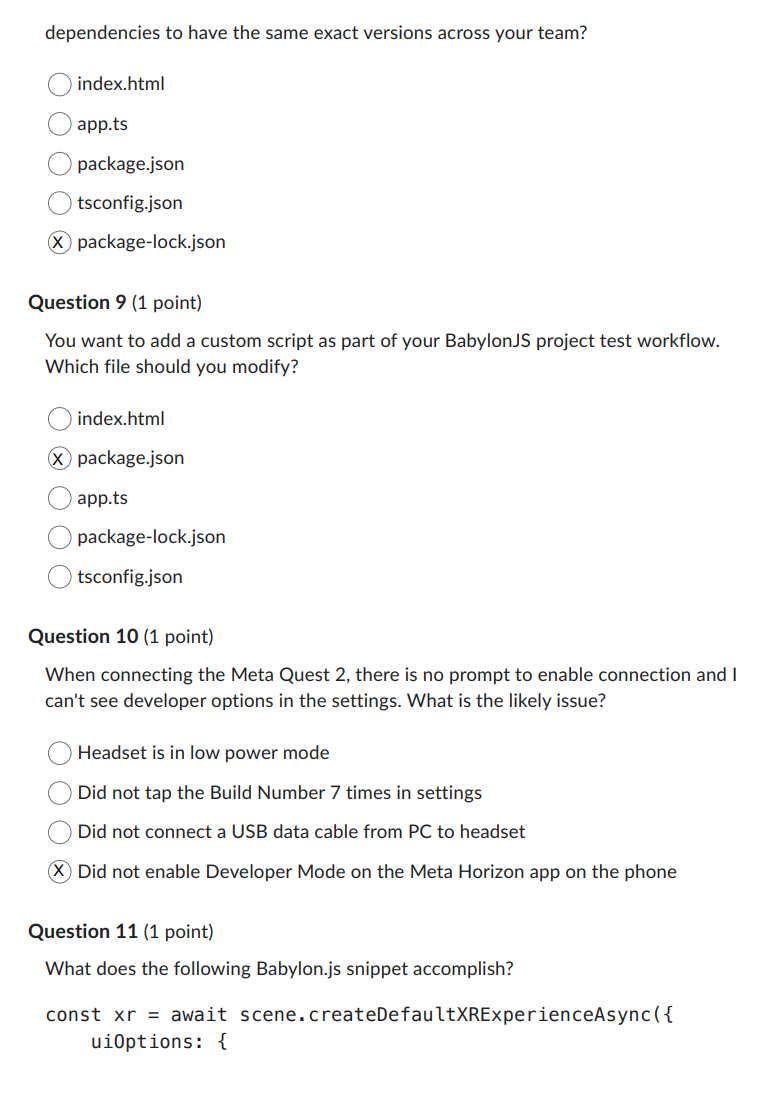 dependencies to have the same exact versions across your team?
index.html
app.ts
package.json
tsconfig.json
X package-lock.json
Question 9 (1 point)
You want to add a custom script as part of your BabylonJS project test workflow.
Which file should you modify?
index.html
X package.json
app.ts
package-lock.json
tsconfig.json
Question 10 (1 point)
When connecting the Meta Quest 2, there is no prompt to enable connection and I
can't see developer options in the settings. What is the likely issue?
Headset is in low power mode
Did not tap the Build Number 7 times in settings
Did not connect a USB data cable from PC to headset
X Did not enable Developer Mode on the Meta Horizon app on the phone
Question 11 (1 point)
What does the following Babylon.js snippet accomplish?
const xr = await scene.createDefaultXRExperienceAsync({
    uiOptions: {